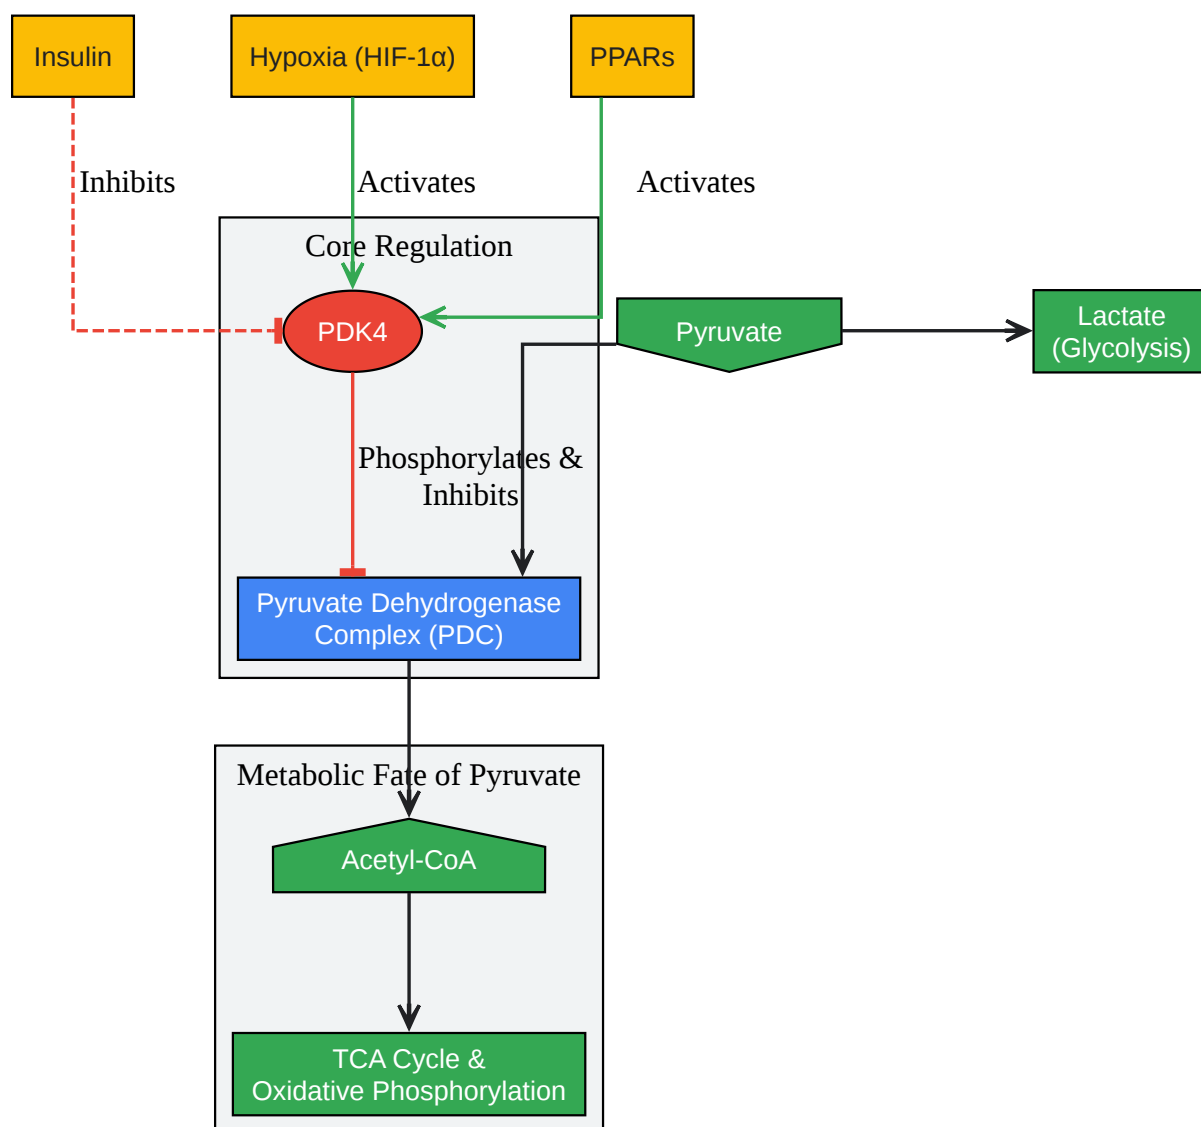 Insulin
Hypoxia (HIF-1α)
PPARs
Inhibits
Activates
Activates
Core Regulation
PDK4
Pyruvate
Lactate
(Glycolysis)
Phosphorylates &
Inhibits
Pyruvate Dehydrogenase
Complex (PDC)
Metabolic Fate of Pyruvate
Acetyl-CoA
TCA Cycle &
Oxidative Phosphorylation